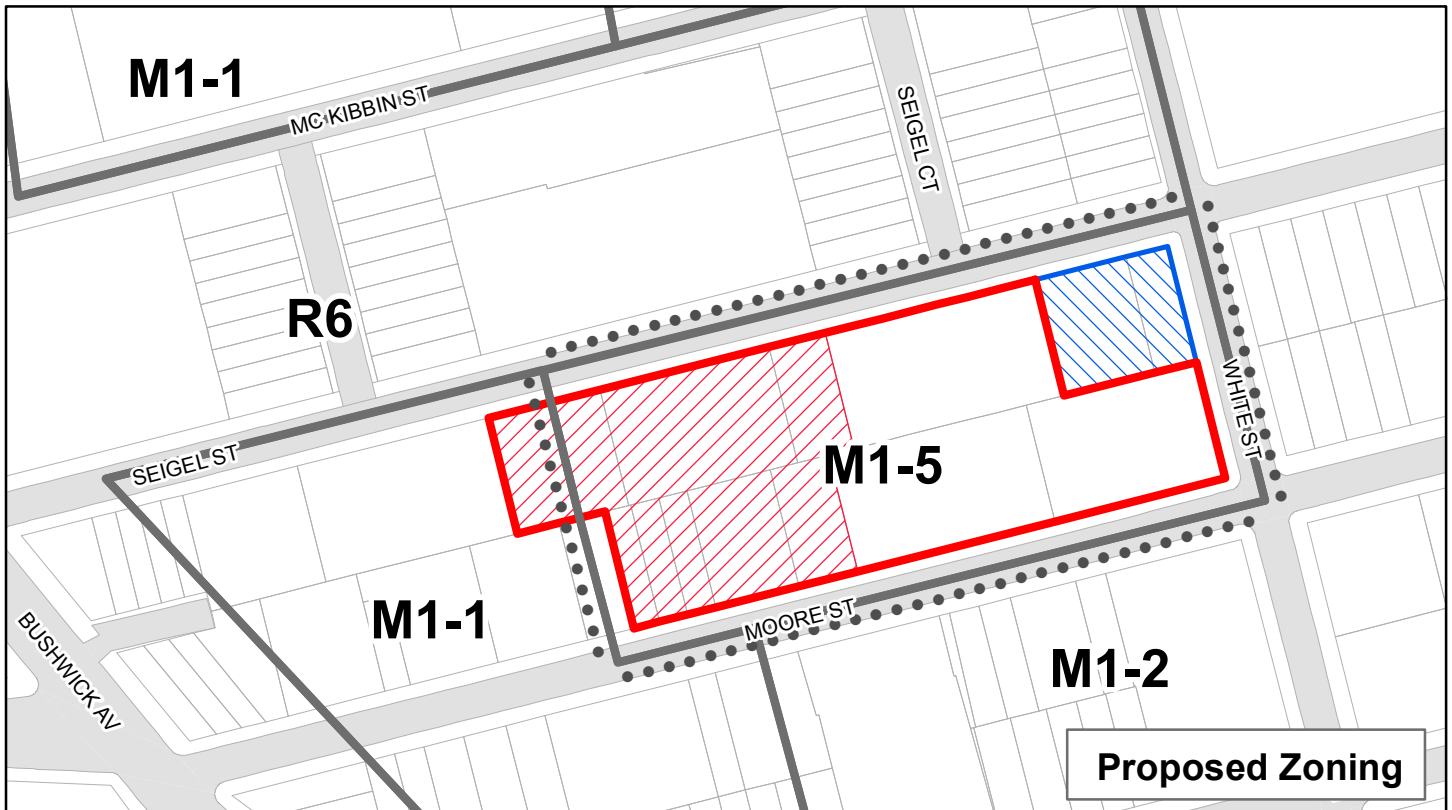 M1-1
MC KIBBIN ST
SEIGEL CT
R6
WHITE ST
SEIGEL ST
M1-5
M1-1
MOORE ST
BUSHWICK AV
M1-2
Proposed Zoning